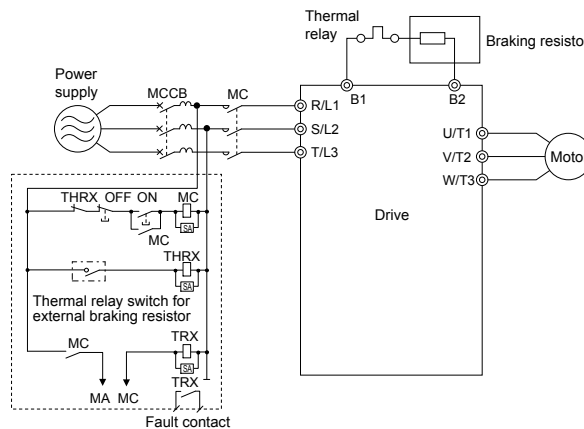 Thermal
relay
Braking resisto
Power
supply
MCCB
MC
B1
B2
R/L1
S/L2
T/L3
U/T1
V/T2
W/T3
Moto
Drive
THRX
OFF
ON
MC
SA
MC
THRX
SA
Thermal relay switch for
external braking resistor
MC
TRX
SA
MA
MC
TRX
Fault contact